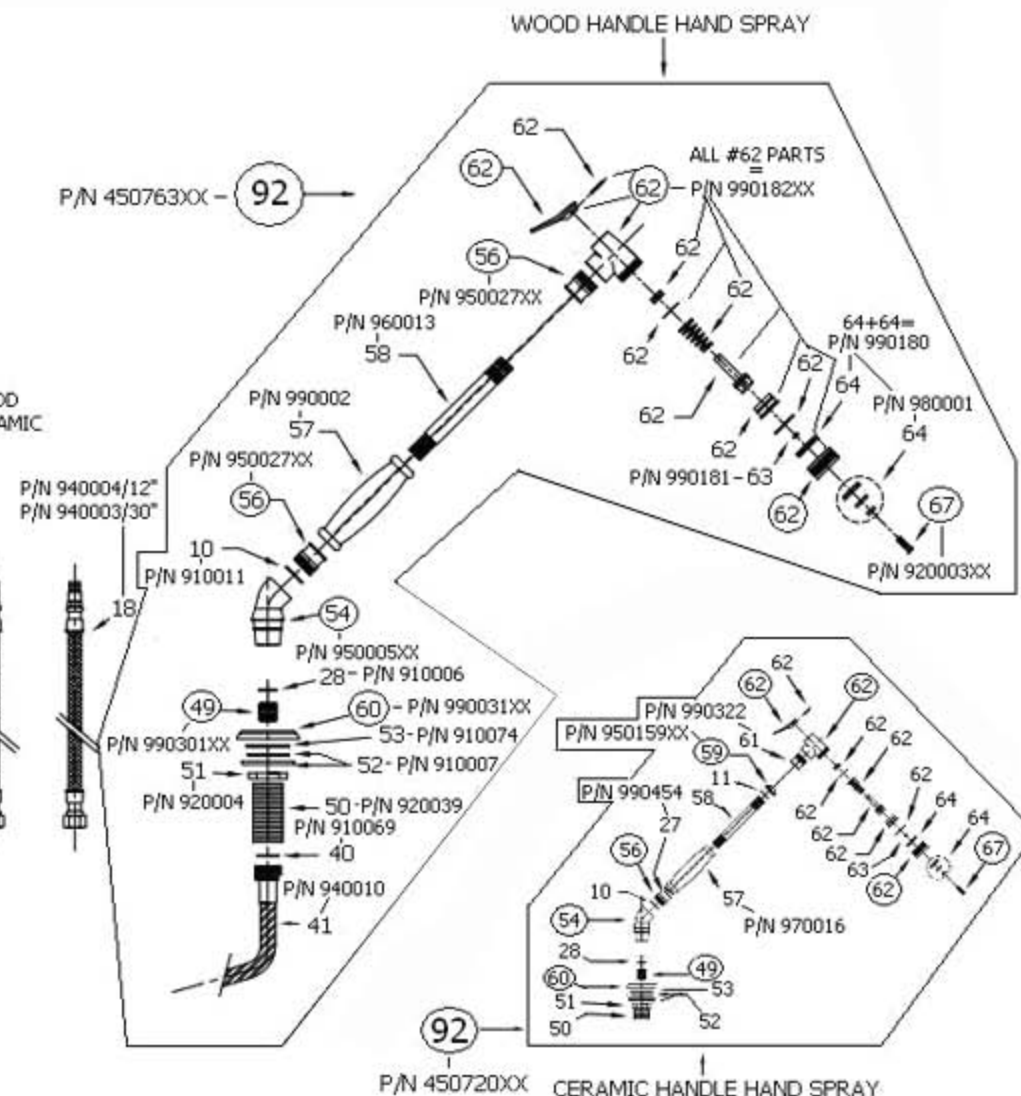 WOOD HANDLE HAND SPRAY
62
ALL #62 PARTS
=
62
62 - P/N 990182XX
P/N 450763XX - 92
62
56
P/N 950027XX
62
62
P/N 960013
58
64+64=
P/N 990180
62
64
P/N 990002
57
P/N 980001
64
62
OD
AMIC
P/N 950027XX
56
62
P/N 990181 - 63
P/N 940004/12"
P/N 940003/30"
62
67
10
P/N 910011
P/N 920003XX
18
54
P/N 950005XX
28 - P/N 910006
49
60 - P/N 990031XX
P/N 990301XX
53 - P/N 910074
51
52 - P/N 910007
P/N 920004
50 - P/N 920039
P/N 910069
40
P/N 940010
41
62
62
62
P/N 990322
P/N 950159XX
61
62
62
59
11
P/N 990454
58
27
62
62
62
64
64
62
63
62
67
56
10
57
P/N 970016
54
28
49
60
53
51
52
50
92
P/N 450720XX
CERAMIC HANDLE HAND SPRAY